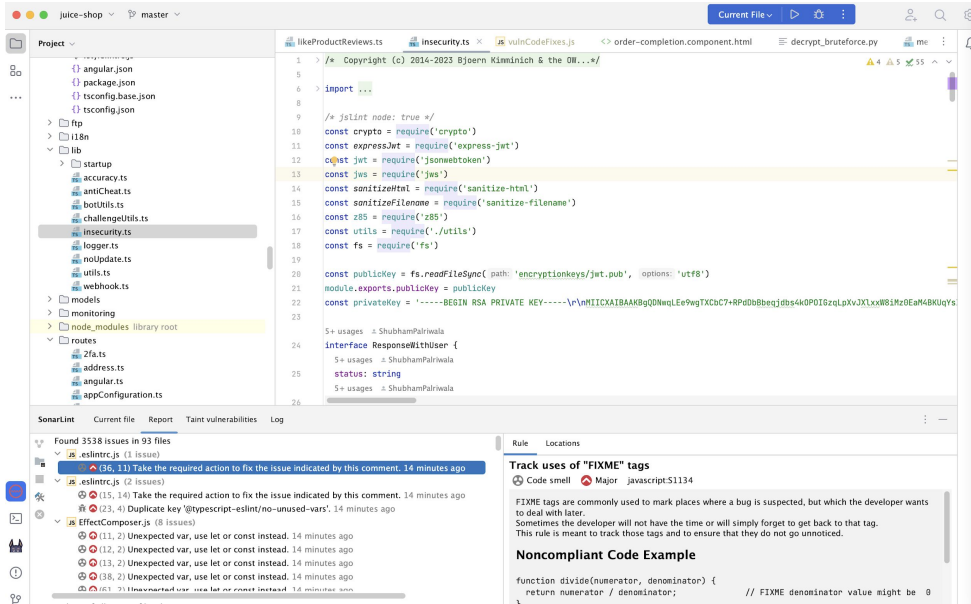 juice-shop
master
Current File
Project
likeProductReviews.ts
insecurity.ts
JS vulnCodeFixes.js
<> order-completion.component.html
decrypt_bruteforce.py
me
{} angular.json
{} package.json
{} tsconfig.base.json
{} tsconfig.json
ftp
i18n
lib
startup
accuracy.ts
antiCheat.ts
botUtils.ts
challengeUtils.ts
insecurity.ts
logger.ts
noUpdate.ts
utils.ts
webhook.ts
models
monitoring
node_modules library root
routes
2fa.ts
address.ts
angular.ts
appConfiguration.ts
4 5 55
1 /* Copyright (c) 2014-2023 Bjoern Kimminich & the OW...*/
5
6 import ...
8
9 /* jslint node: true */
10 const crypto = require('crypto')
11 const expressJwt = require('express-jwt')
12 const jwt = require('jsonwebtoken')
13 const jws = require('jws')
14 const sanitizeHtml = require('sanitize-html')
15 const sanitizeFilename = require('sanitize-filename')
16 const z85 = require('z85')
17 const utils = require('./utils')
18 const fs = require('fs')
19
20 const publicKey = fs.readFileSync( path: 'encryptionkeys/jwt.pub', options: 'utf8')
21 module.exports.publicKey = publicKey
22 const privateKey = '-----BEGIN RSA PRIVATE KEY-----\r\n
23
5+ usages ShubhamPalriwala
24 interface ResponseWithUser {
5+ usages ShubhamPalriwala
25 status: string
5+ usages ShubhamPalriwala
26
SonarLint
Current file
Report
Taint vulnerabilities
Log
Found 3538 issues in 93 files
JS .eslintrc.js (1 issue)
(36, 11) Take the required action to fix the issue indicated by this comment. 14 minutes ago
JS .eslintrc.js (2 issues)
(15, 14) Take the required action to fix the issue indicated by this comment. 14 minutes ago
(23, 4) Duplicate key '@typescript-eslint/no-unused-vars'. 14 minutes ago
JS EffectComposer.js (8 issues)
(11, 2) Unexpected var, use let or const instead. 14 minutes ago
(12, 2) Unexpected var, use let or const instead. 14 minutes ago
(13, 2) Unexpected var, use let or const instead. 14 minutes ago
(38, 2) Unexpected var, use let or const instead. 14 minutes ago
(61, 2) Unexpected var, use let or const instead. 14 minutes ago
Rule
Locations
Track uses of "FIXME" tags
Code smell Major javascript:S1134
FIXME tags are commonly used to mark places where a bug is suspected, but which the developer wants
to deal with later.
Sometimes the developer will not have the time or will simply forget to get back to that tag.
This rule is meant to track those tags and to ensure that they do not go unnoticed.
Noncompliant Code Example
function divide(numerator, denominator) {
return numerator / denominator; // FIXME denominator value might be 0
}